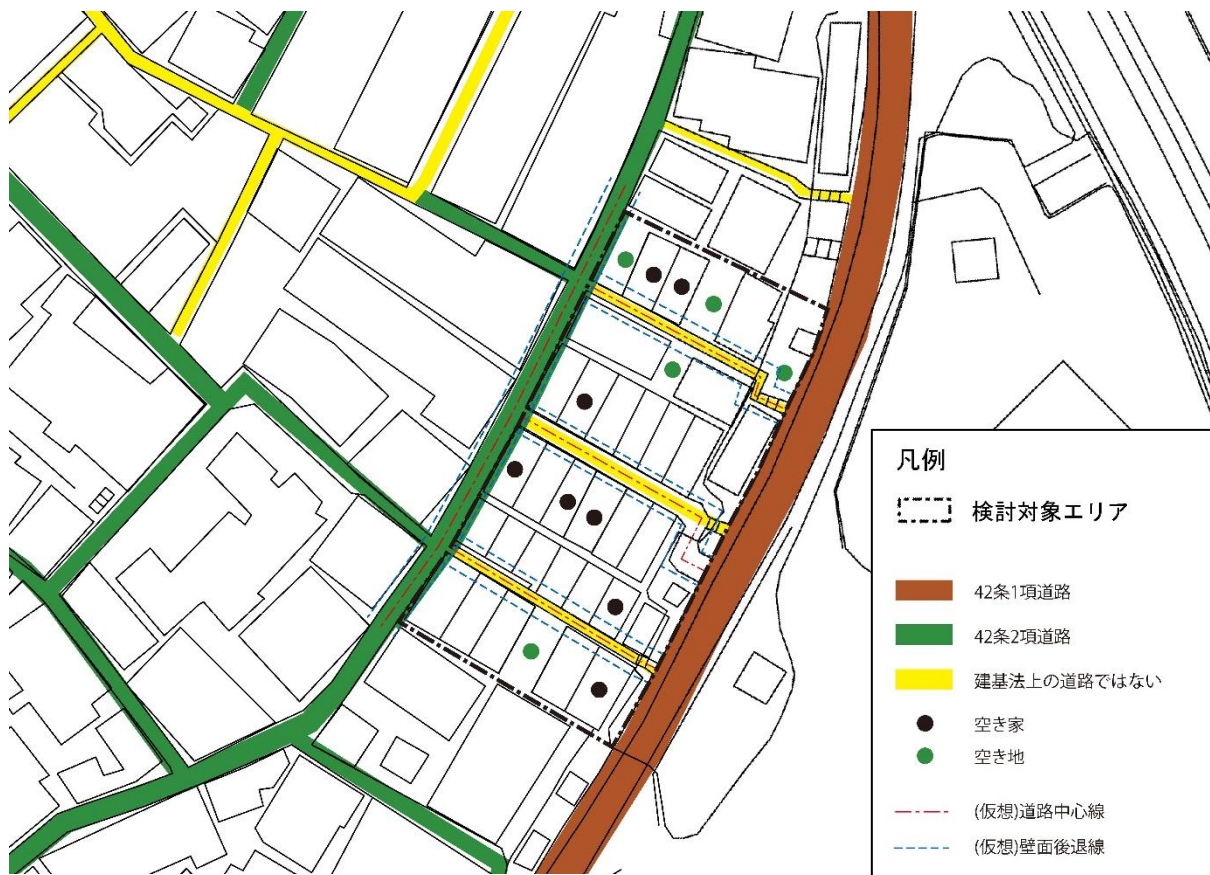 凡例
検討対象エリア
42条1項道路
42条2項道路
建基法上の道路ではない
空き家
空き地
(仮想)道路中心線
(仮想)壁面後退線